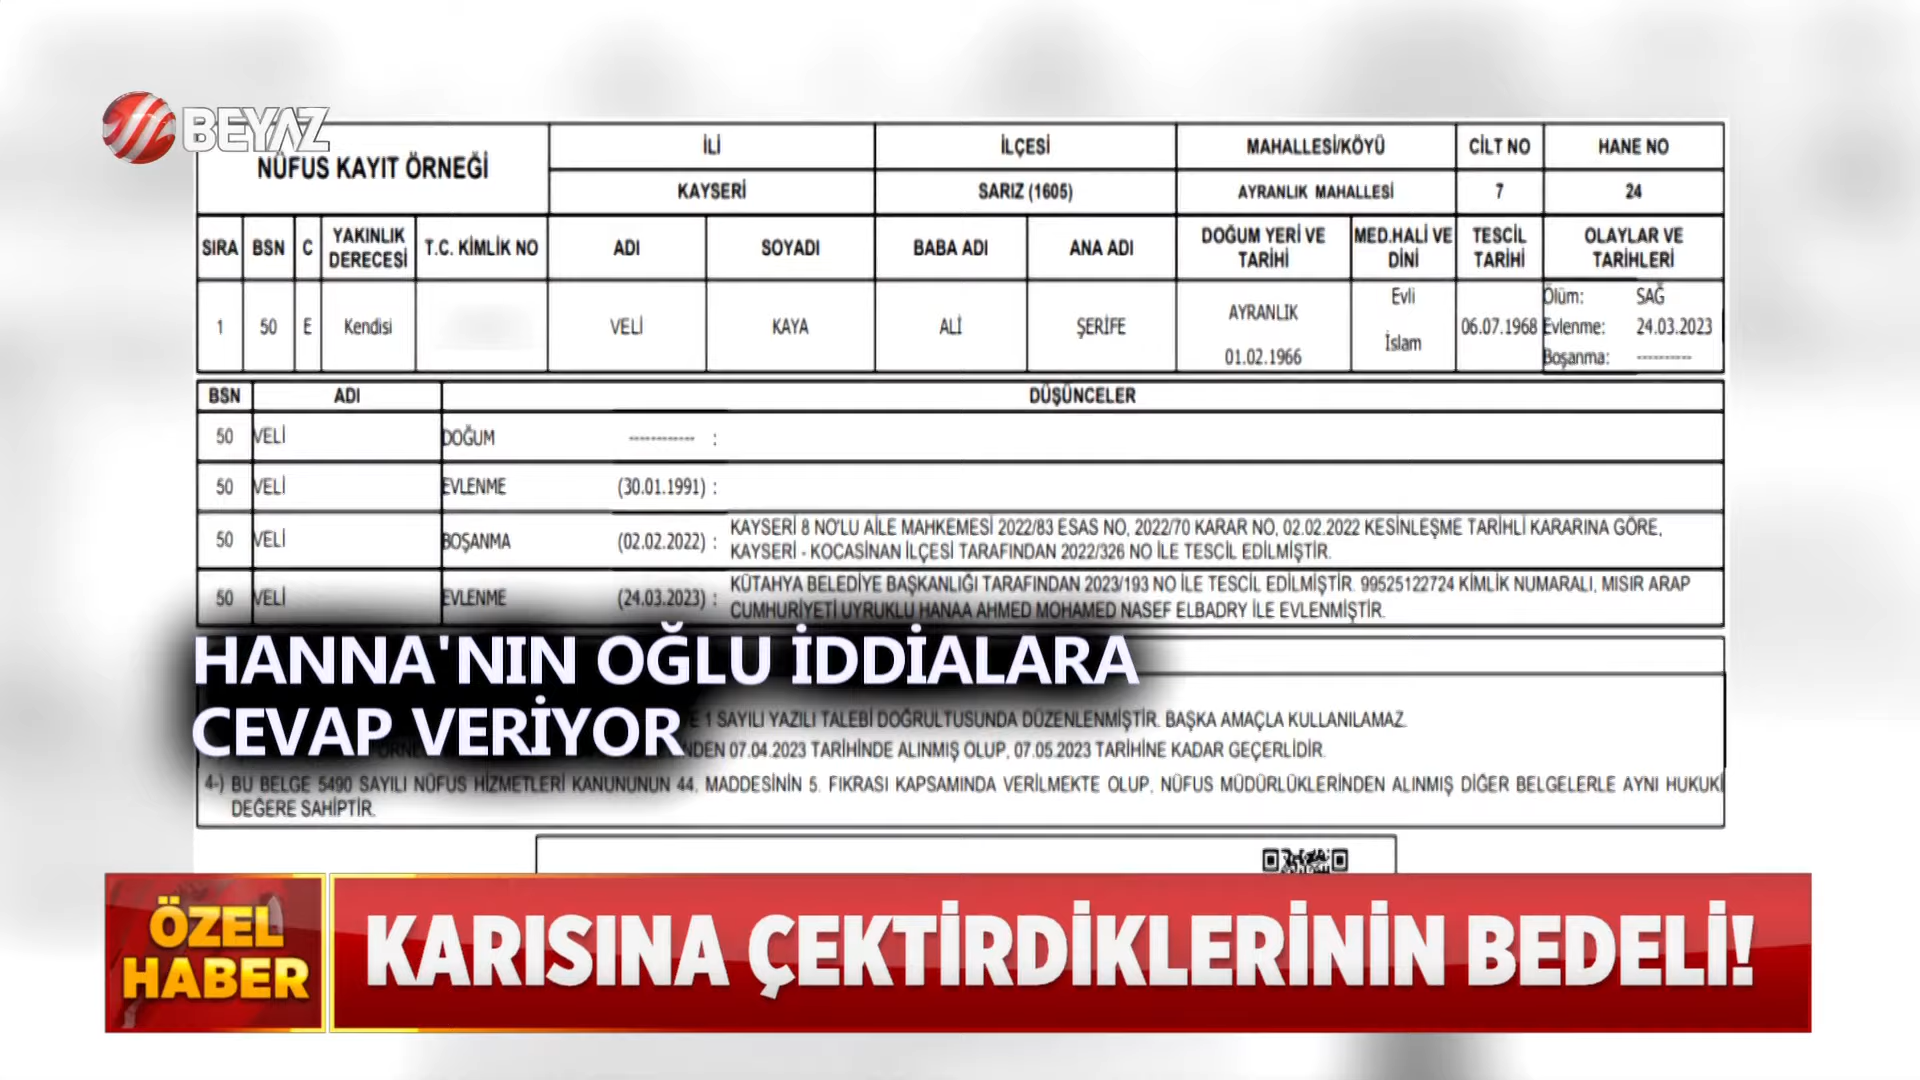 BEYAZ
NÜFUS KAYIT ÖRNEĞİ
İLİ
İLÇESİ
MAHALLESİ/KÖYÜ
CİLT NO
HANE NO
KAYSERİ
SARIZ (1605)
AYRANLIK MAHALLESİ
7
24
SIRA
BSN
C
YAKINLIK
DERECESİ
T.C. KİMLİK NO
ADI
SOYADI
BABA ADI
ANA ADI
DOĞUM YERİ VE
TARİHİ
MED.HALİ VE
DİNİ
TESCİL
TARİHİ
OLAYLAR VE
TARİHLERİ
1
50
E
Kendisi
VELİ
KAYA
ALİ
ŞERİFE
AYRANLIK
01.02.1966
Evli
İslam
06.07.1968
Ölüm: SAĞ
Evlenme: 24.03.2023
Boşanma: ----------
BSN
ADI
DÜŞÜNCELER
50 VELİ DOĞUM ------------ :
50 VELİ EVLENME (30.01.1991) :
50 VELİ BOŞANMA (02.02.2022) :
KAYSERİ 8 NO'LU AİLE MAHKEMESİ 2022/83 ESAS NO, 2022/70 KARAR NO, 02.02.2022 KESİNLEŞME TARİHLİ KARARINA GÖRE,
KAYSERİ - KOCASİNAN İLÇESİ TARAFINDAN 2022/326 NO İLE TESCİL EDİLMİŞTİR.
50 VELİ EVLENME (24.03.2023) :
KÜTAHYA BELEDİYE BAŞKANLIĞI TARAFINDAN 2023/193 NO İLE TESCİL EDİLMİŞTİR. 99525122724 KİMLİK NUMARALI, MISIR ARAP
CUMHURİYETİ UYRUKLU HANAA AHMED MOHAMED NASEF ELBADRY İLE EVLENMİŞTİR.
HANNA'NIN OĞLU İDDİALARA
CEVAP VERİYOR
1 SAYILI YAZILI TALEBİ DOĞRULTUSUNDA DÜZENLENMİŞTİR. BAŞKA AMAÇLA KULLANILAMAZ.
07.04.2023 TARİHİNDE ALINMIŞ OLUP, 07.05.2023 TARİHİNE KADAR GEÇERLİDİR.
4-) BU BELGE 5490 SAYILI NÜFUS HİZMETLERİ KANUNUNUN 44. MADDESİNİN 5. FIKRASI KAPSAMINDA VERİLMEKTE OLUP, NÜFUS MÜDÜRLÜKLERİNDEN ALINMIŞ DİĞER BELGELERLE AYNI HUKUKİ
DEĞERE SAHİPTİR.
ÖZEL
HABER
KARISINA ÇEKTİRDİKLERİNİN BEDELİ!